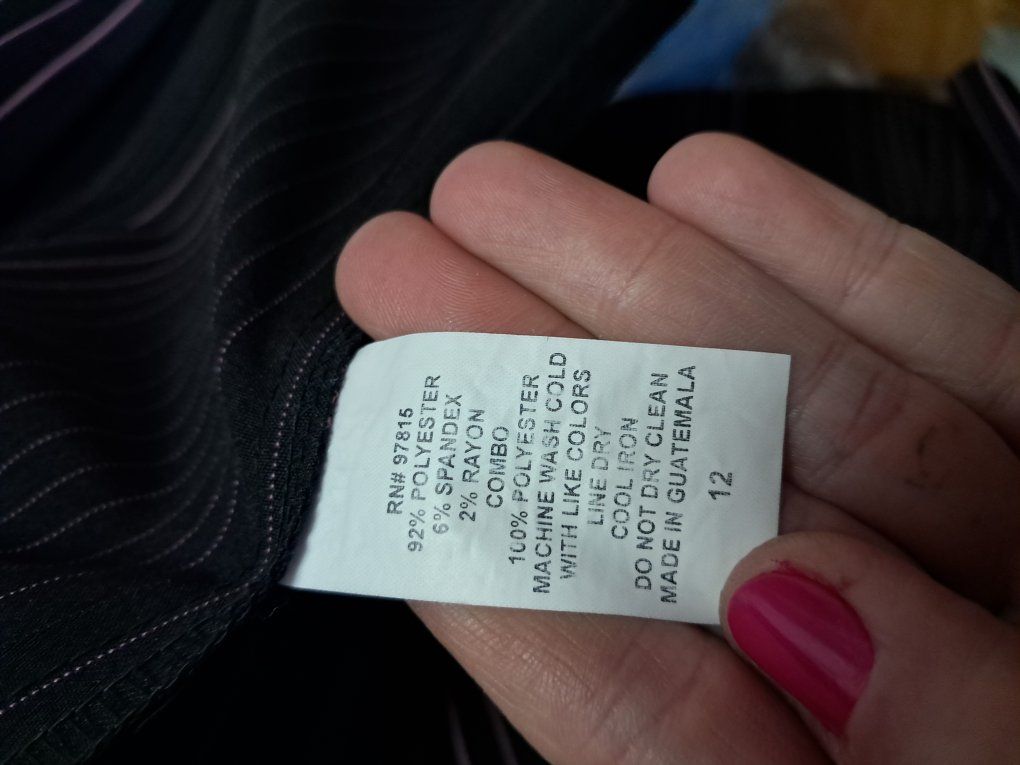 RN# 97815
92% POLYESTER
6% SPANDEX
2% RAYON
COMBO
100% POLYESTER
MACHINE WASH COLD
WITH LIKE COLORS
LINE DRY
COOL IRON
DO NOT DRY CLEAN
MADE IN GUATEMALA
12